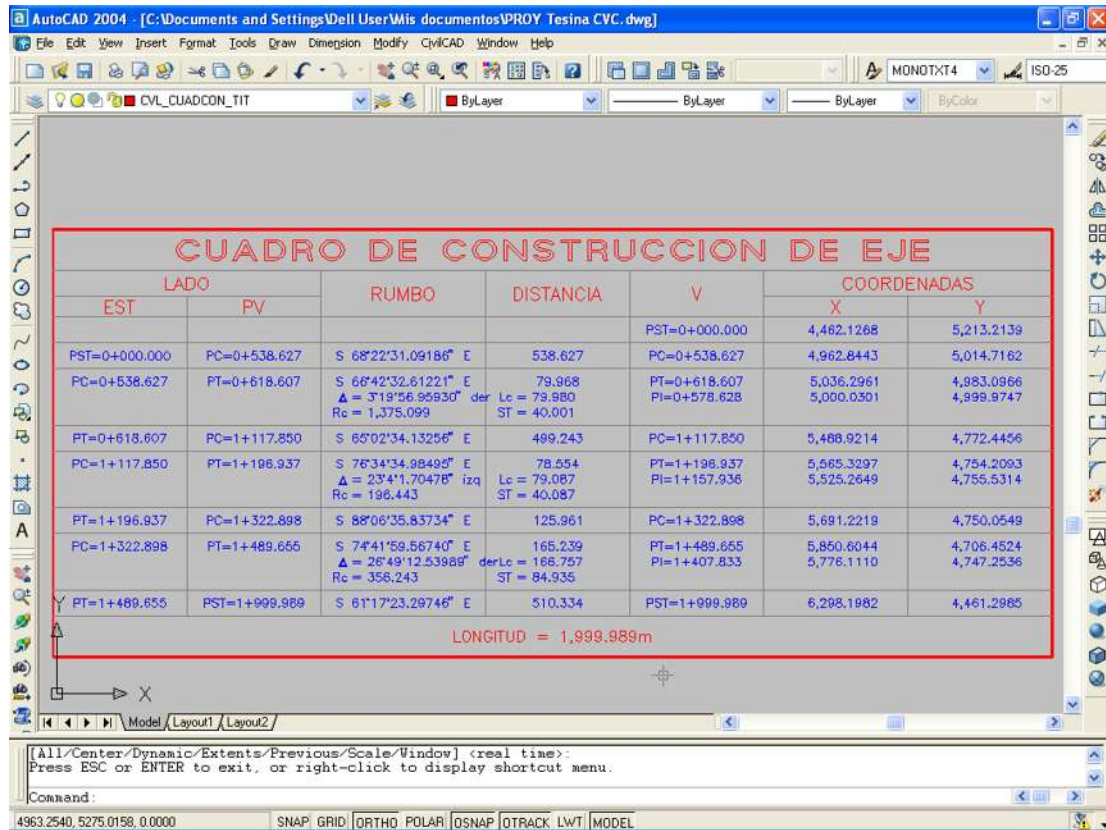 AutoCAD 2004 - [C:\Documents and Settings\Dell User\Mis documentos\PROY Tesina CVC.dwg]
File Edit View Insert Format Tools Draw Dimension Modify CivilCAD Window Help
MONOTXT4 ISO-25
CVL_CUADCON_TIT ByLayer ByLayer ByLayer ByColor
CUADRO DE CONSTRUCCION DE EJE
LADO RUMBO DISTANCIA V COORDENADAS
EST PV X Y
PST=0+000.000 4,462.1268 5,213.2139
PST=0+000.000 PC=0+538.627 S 68°22'31.09186" E 538.627 PC=0+538.627 4,962.8443 5,014.7162
PC=0+538.627 PT=0+618.607 S 66°42'32.61221" E 79.968 PT=0+618.607 5,036.2961 4,983.0966
Δ = 3°19'56.95930" der Lc = 79.980 PI=0+578.628 5,000.0301 4,999.9747
Rc = 1,375.099 ST = 40.001
PT=0+618.607 PC=1+117.850 S 65°02'34.13256" E 499.243 PC=1+117.850 5,488.9214 4,772.4456
PC=1+117.850 PT=1+196.937 S 76°34'34.98495" E 78.554 PT=1+196.937 5,565.3297 4,754.2093
Δ = 23°4'1.70478" izq Lc = 79.087 PI=1+157.936 5,525.2649 4,755.5314
Rc = 196.443 ST = 40.087
PT=1+196.937 PC=1+322.898 S 88°06'35.83734" E 125.961 PC=1+322.898 5,691.2219 4,750.0549
PC=1+322.898 PT=1+489.655 S 74°41'59.56740" E 165.239 PT=1+489.655 5,850.6044 4,706.4524
Δ = 26°49'12.53989" der Lc = 166.757 PI=1+407.833 5,776.1110 4,747.2536
Rc = 356.243 ST = 84.935
PT=1+489.655 PST=1+999.989 S 61°17'23.29746" E 510.334 PST=1+999.989 6,298.1982 4,461.2985
LONGITUD = 1,999.989m
Y
X
Model Layout1 Layout2
[All/Center/Dynamic/Extents/Previous/Scale/Window] <real time>:
Press ESC or ENTER to exit, or right-click to display shortcut menu.
Command:
4963.2540, 5275.0158, 0.0000 SNAP GRID ORTHO POLAR OSNAP OTRACK LWT MODEL